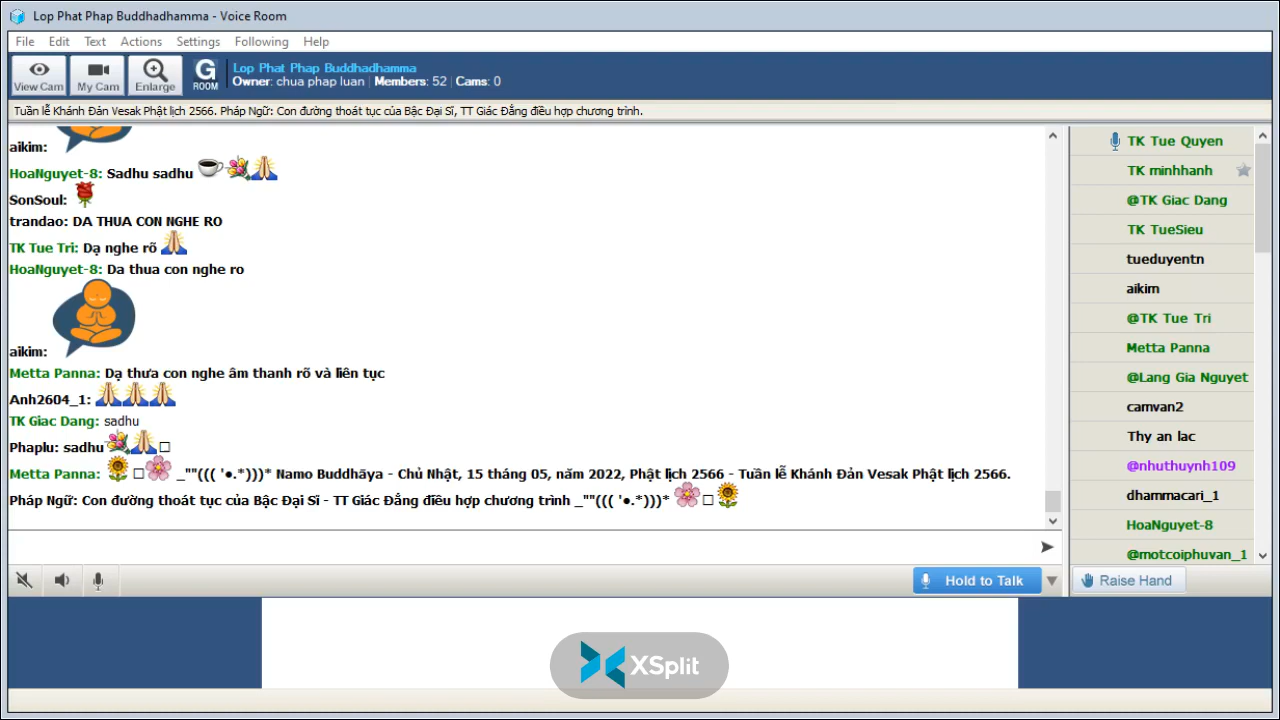 Lop Phat Phap Buddhadhamma - Voice Room
File Edit Text Actions Settings Following Help
View Cam My Cam Enlarge G ROOM
Lop Phat Phap Buddhadhamma
Owner: chua phap luan | Members: 52 | Cams: 0
Tuần lễ Khánh Đản Vesak Phật lịch 2566. Pháp Ngữ: Con đường thoát tục của Bậc Đại Sĩ, TT Giác Đẳng điều hợp chương trình.
aikim:
HoaNguyet-8: Sadhu sadhu
SonSoul:
trandao: DA THUA CON NGHE RO
TK Tue Tri: Dạ nghe rõ
HoaNguyet-8: Da thua con nghe ro
aikim:
Metta Panna: Dạ thưa con nghe âm thanh rõ và liên tục
Anh2604_1:
TK Giac Dang: sadhu
Phaplu: sadhu
Metta Panna: _""((( '●.*)))* Namo Buddhāya - Chủ Nhật, 15 tháng 05, năm 2022, Phật lịch 2566 - Tuần lễ Khánh Đản Vesak Phật lịch 2566.
Pháp Ngữ: Con đường thoát tục của Bậc Đại Sĩ - TT Giác Đẳng điều hợp chương trình _""((( '●.*)))*
TK Tue Quyen
TK minhhanh
@TK Giac Dang
TK TueSieu
tueduyentn
aikim
@TK Tue Tri
Metta Panna
@Lang Gia Nguyet
camvan2
Thy an lac
@nhuthuynh109
dhammacari_1
HoaNguyet-8
@motcoiphuvan_1
Hold to Talk
Raise Hand
XSplit